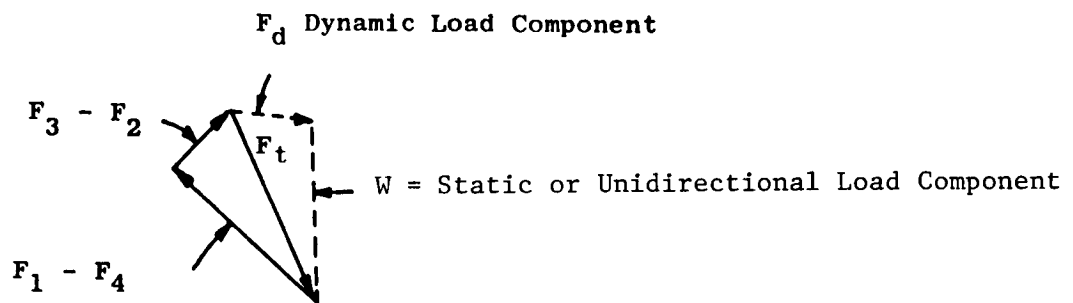 F_d Dynamic Load Component
F_3 - F_2
F_t
W = Static or Unidirectional Load Component
F_1 - F_4